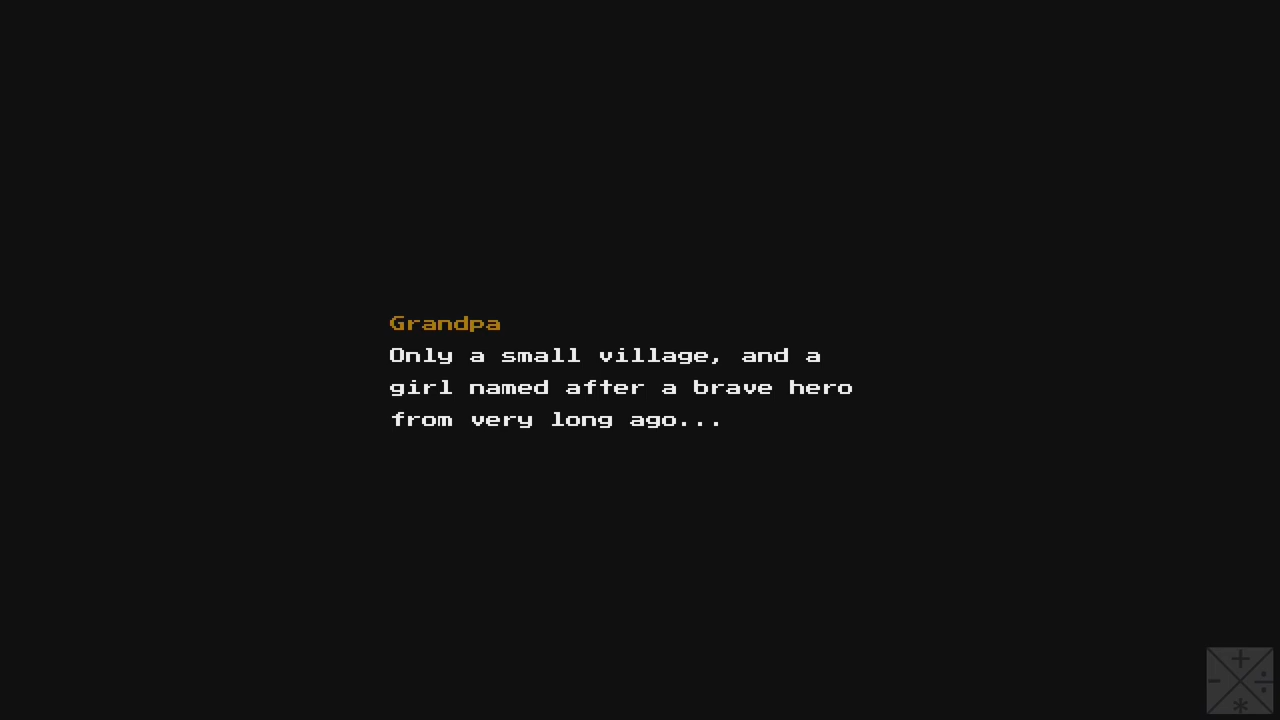 Grandpa
Only a small village, and a
girl named after a brave hero
from very long ago...